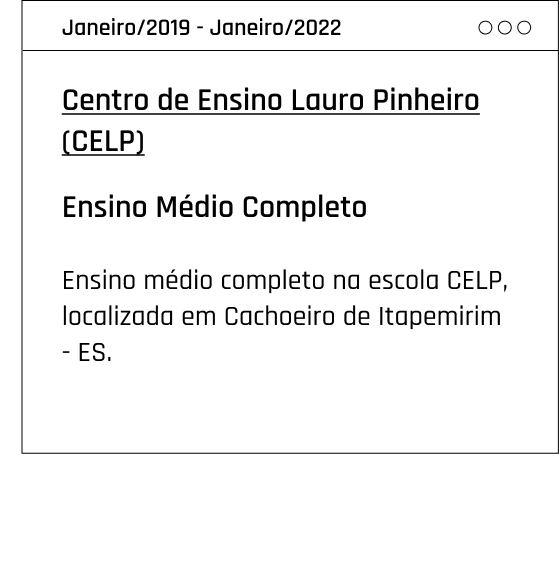 Janeiro/2019 - Janeiro/2022
Centro de Ensino Lauro Pinheiro
(CELP)
Ensino Médio Completo
Ensino médio completo na escola CELP,
localizada em Cachoeiro de Itapemirim
- ES.